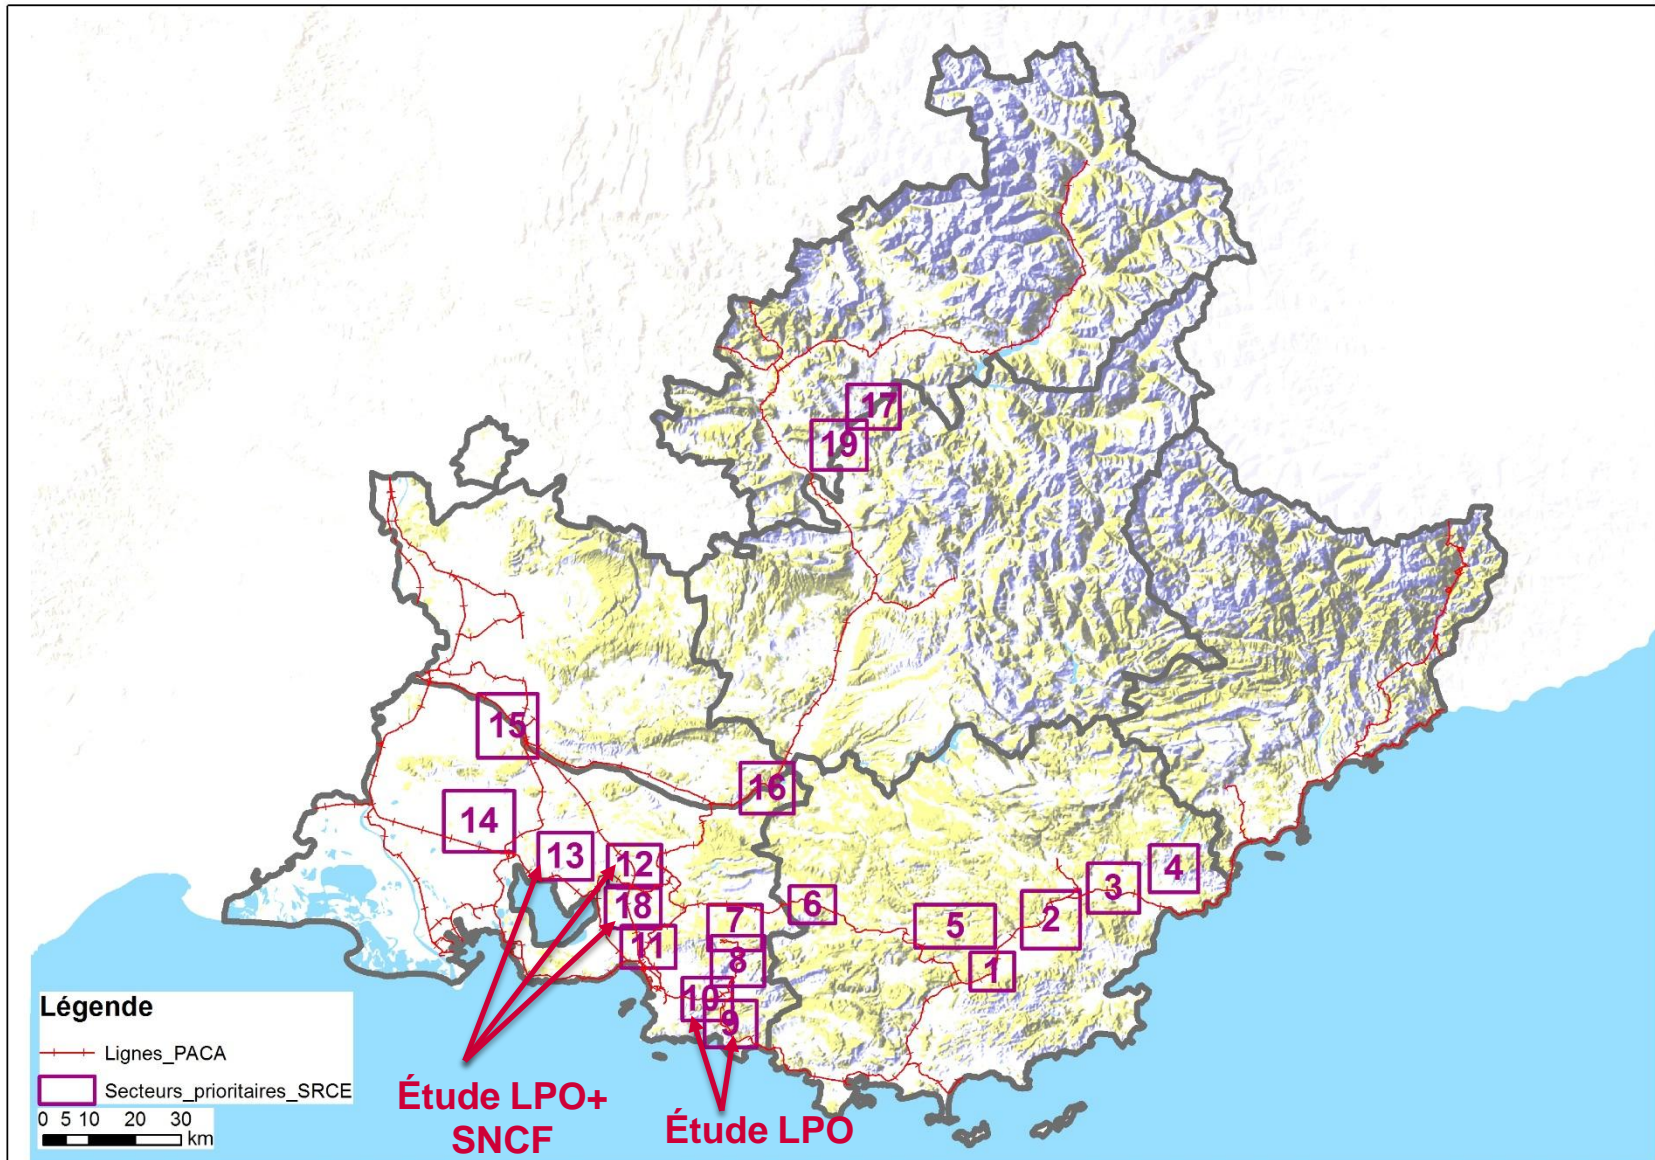 17
19
15
16
14
13
12
4
3
6
18
2
7
5
11
8
1
10
9
Légende
Lignes_PACA
Secteurs_prioritaires_SRCE
0 5 10 20 30
km
Étude LPO+
SNCF
Étude LPO